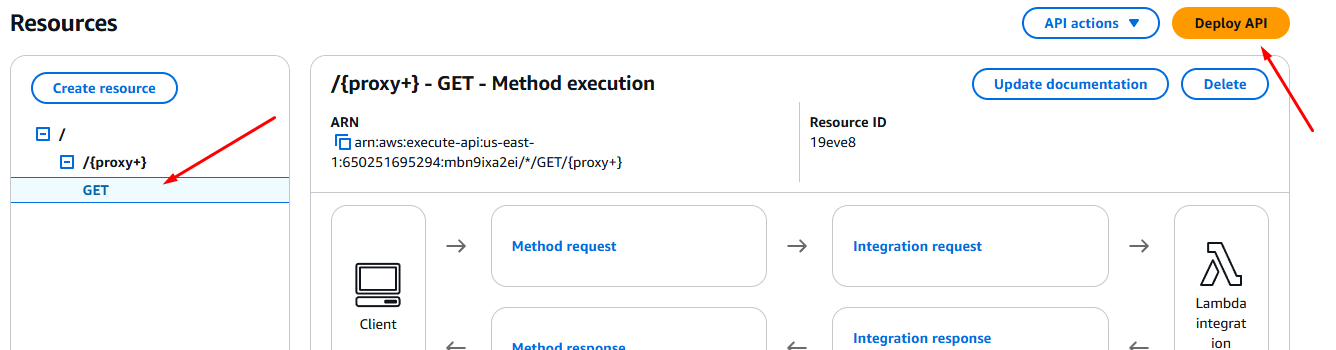 Resources
API actions
Deploy API
Create resource
/
/{proxy+}
GET
/{proxy+} - GET - Method execution
Update documentation
Delete
ARN
arn:aws:execute-api:us-east-
1:650251695294:mbn9ixa2ei/*/GET/{proxy+}
Resource ID
19eve8
Client
Method request
Integration request
Lambda
integrat
ion
Method response
Integration response